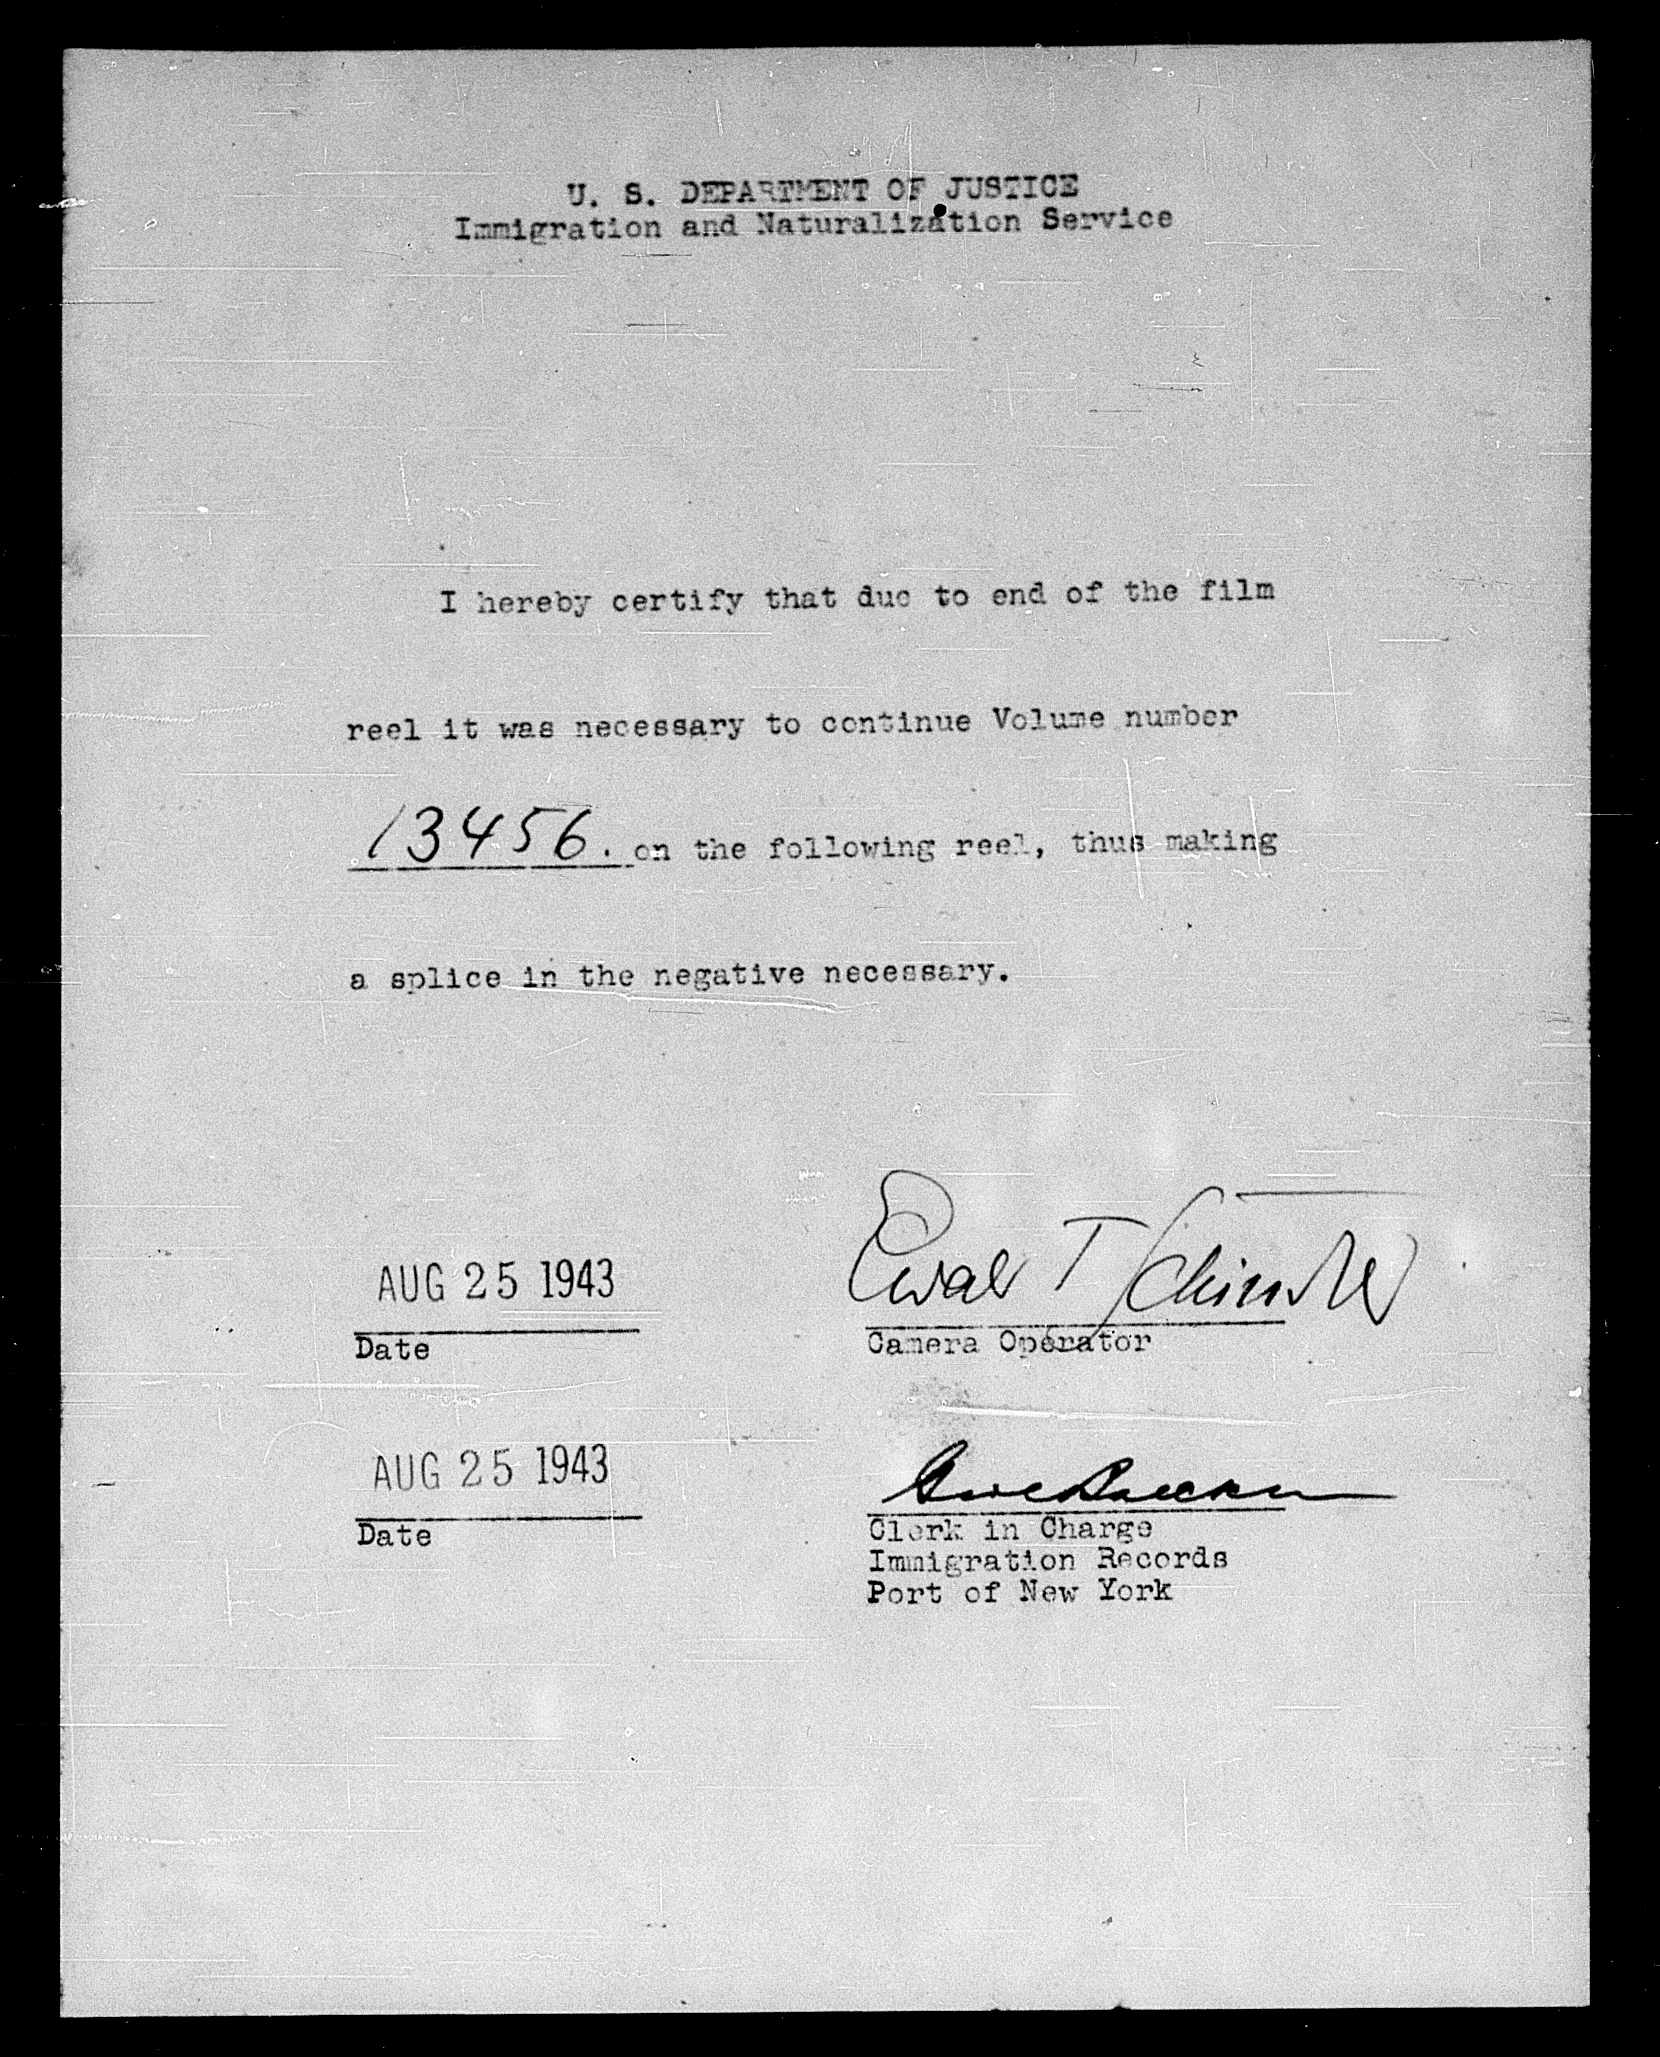 U. S. DEPARTMENT OF JUSTICE
Immigration and Naturalization Service
I hereby certify that due to end of the film
reel it was necessary to continue Volume number
13456. on the following reel, thus making
a splice in the negative necessary.
AUG 25 1943
Date
Camera Operator
AUG 25 1943
Date
Clerk in Charge
Immigration Records
Port of New York